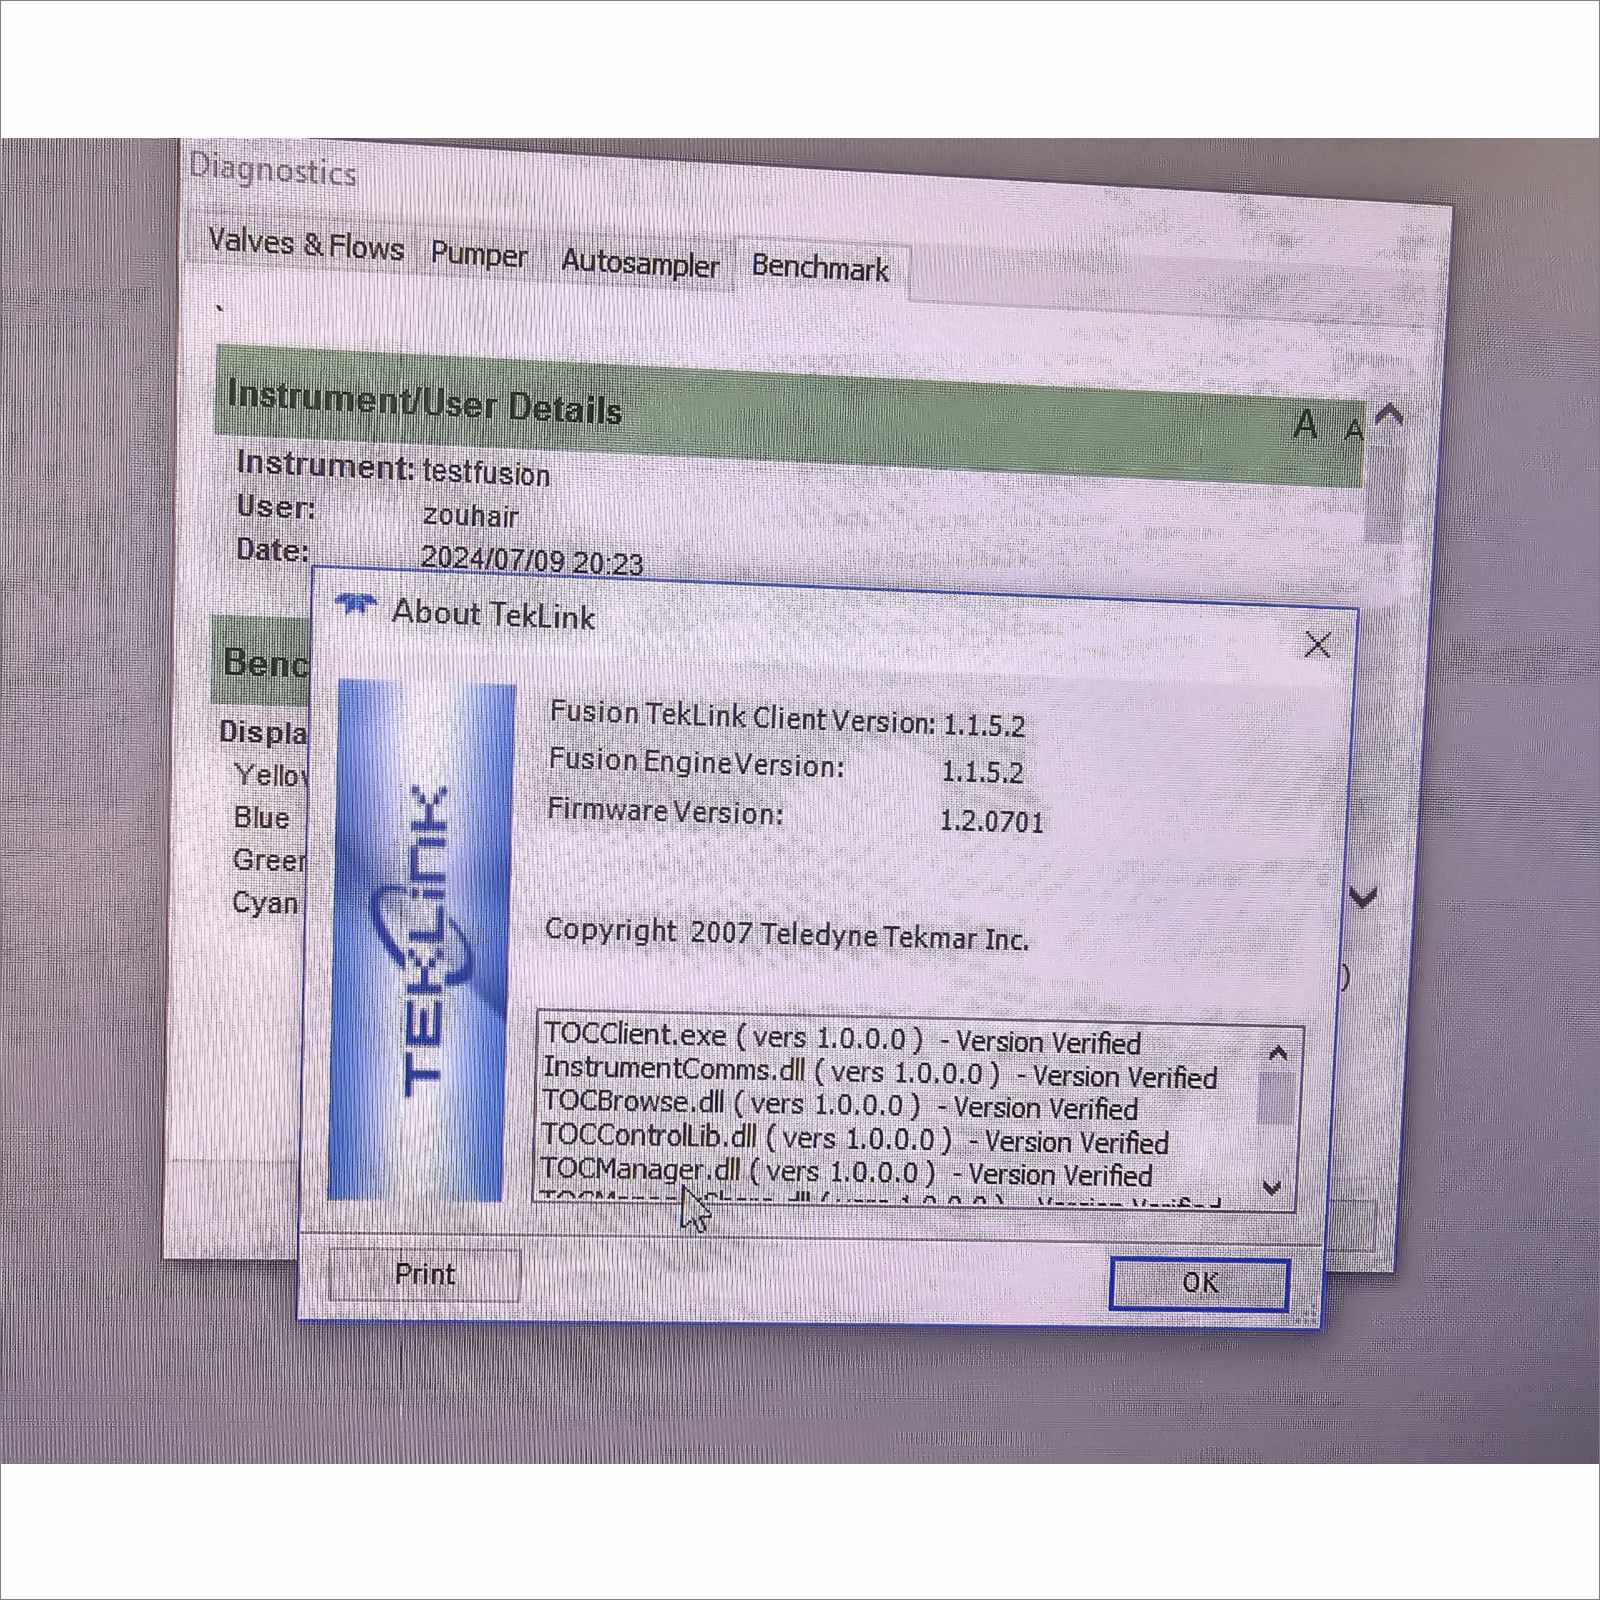 Diagnostics
Valves & Flows Pumper Autosampler Benchmark
Instrument/User Details A A
Instrument: testfusion
User: zouhair
Date: 2024/07/09 20:23
About TekLink
Benc
Displa
Yellow
Blue
Green
Cyan
TEKLINK
Fusion TekLink Client Version: 1.1.5.2
Fusion Engine Version: 1.1.5.2
Firmware Version: 1.2.0701
Copyright 2007 Teledyne Tekmar Inc.
)
TOCClient.exe ( vers 1.0.0.0 ) - Version Verified
InstrumentComms.dll ( vers 1.0.0.0 ) - Version Verified
TOCBrowse.dll ( vers 1.0.0.0 ) - Version Verified
TOCControlLib.dll ( vers 1.0.0.0 ) - Version Verified
TOCManager.dll ( vers 1.0.0.0 ) - Version Verified
Print OK